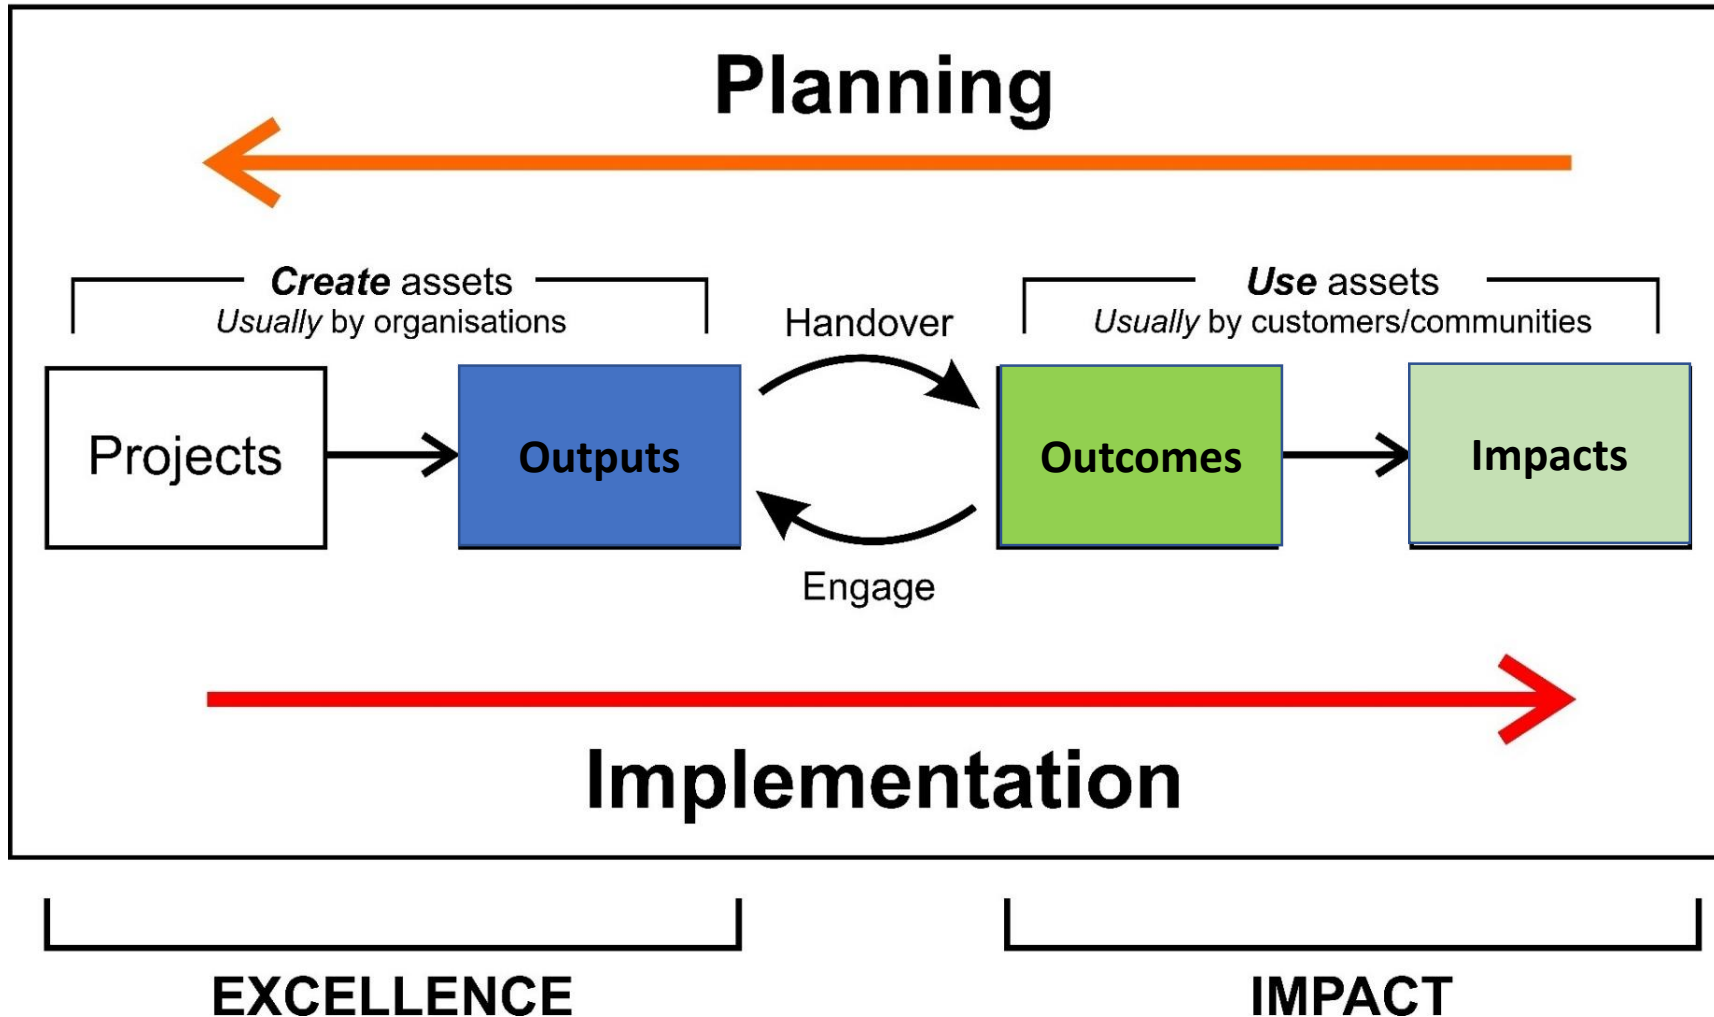 Planning
Create assets
Usually by organisations
Handover
Use assets
Usually by customers/communities
Projects
Outputs
Outcomes
Impacts
Engage
Implementation
EXCELLENCE
IMPACT